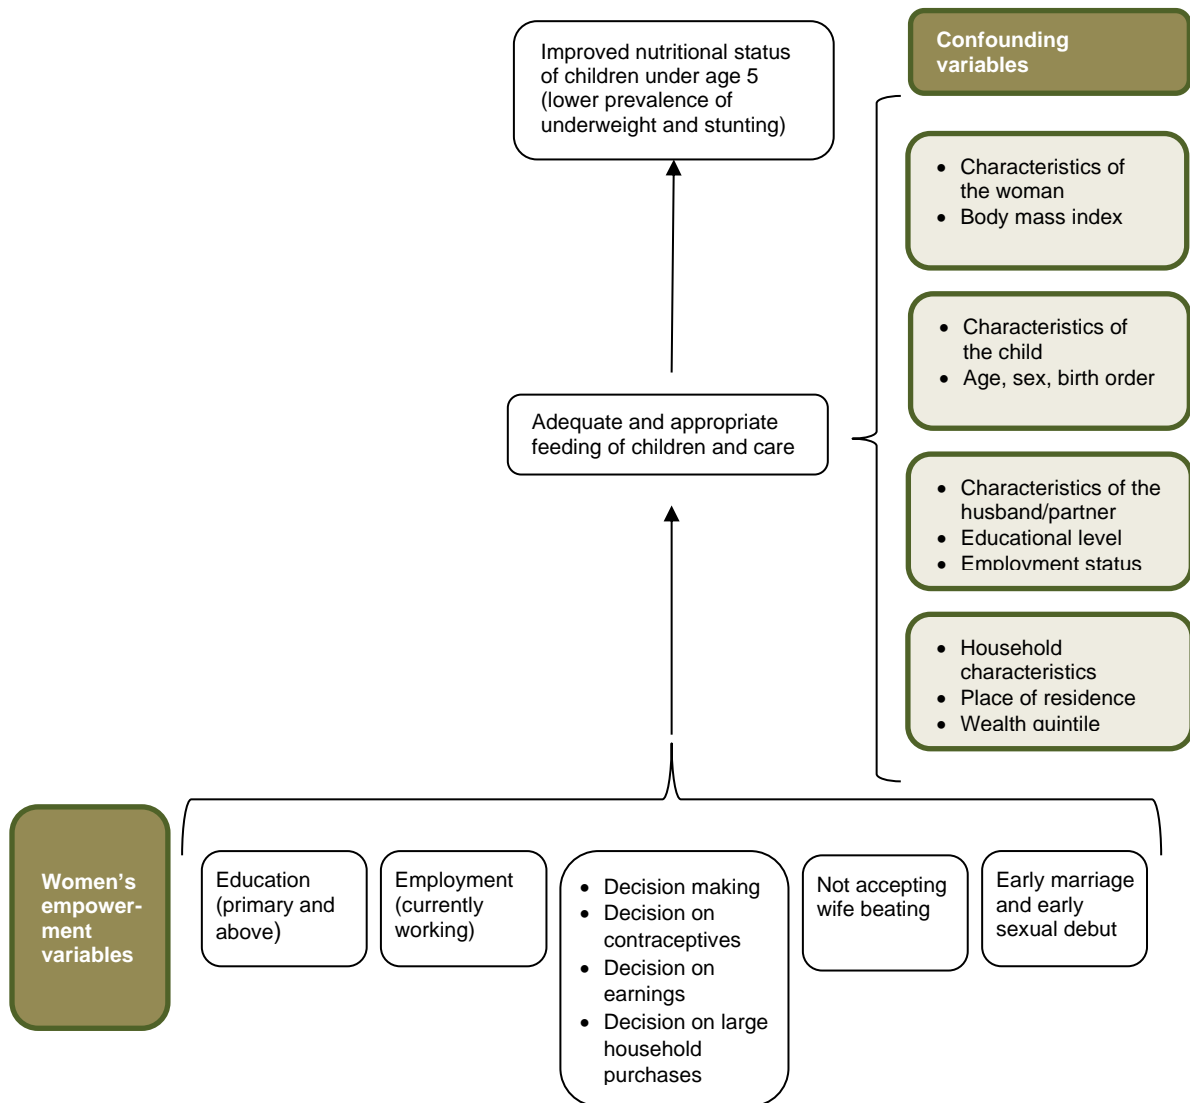 Improved nutritional status
of children under age 5
(lower prevalence of
underweight and stunting)
Confounding
variables
• Characteristics of
the woman
• Body mass index
• Characteristics of
the child
• Age, sex, birth order
Adequate and appropriate
feeding of children and care
• Characteristics of the
husband/partner
• Educational level
• Employment status
• Household
characteristics
• Place of residence
• Wealth quintile
Women’s
empower-
ment
variables
Education
(primary and
above)
Employment
(currently
working)
• Decision making
• Decision on
contraceptives
• Decision on
earnings
• Decision on large
household
purchases
Not accepting
wife beating
Early marriage
and early
sexual debut